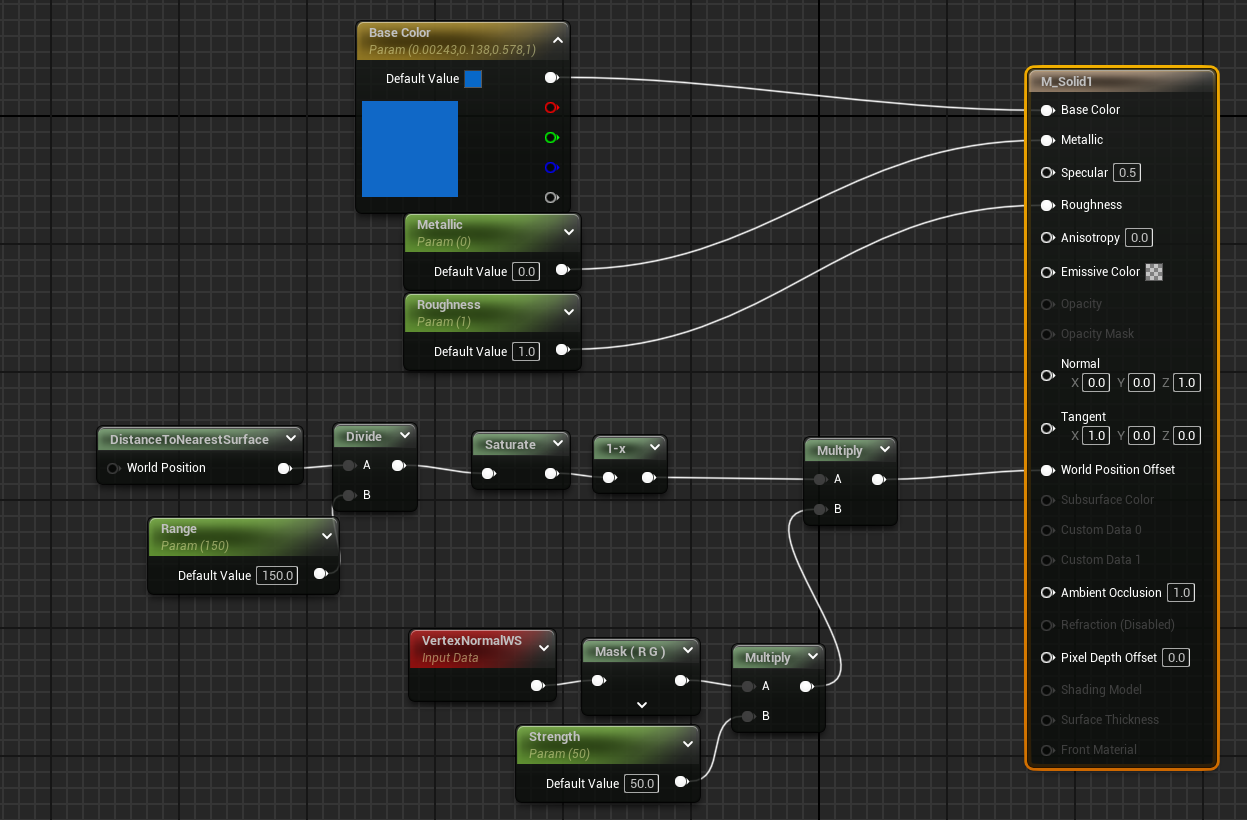 Base Color
Param (0.00243,0.138,0.578,1)
Default Value
Metallic
Param (0)
Default Value 0.0
Roughness
Param (1)
Default Value 1.0
DistanceToNearestSurface
World Position
Divide
A
B
Saturate
1-x
Multiply
A
B
Range
Param (150)
Default Value 150.0
VertexNormalWS
Input Data
Mask ( R G )
Multiply
A
B
Strength
Param (50)
Default Value 50.0
M_Solid1
Base Color
Metallic
Specular 0.5
Roughness
Anisotropy 0.0
Emissive Color
Opacity
Opacity Mask
Normal
X 0.0 Y 0.0 Z 1.0
Tangent
X 1.0 Y 0.0 Z 0.0
World Position Offset
Subsurface Color
Custom Data 0
Custom Data 1
Ambient Occlusion 1.0
Refraction (Disabled)
Pixel Depth Offset 0.0
Shading Model
Surface Thickness
Front Material